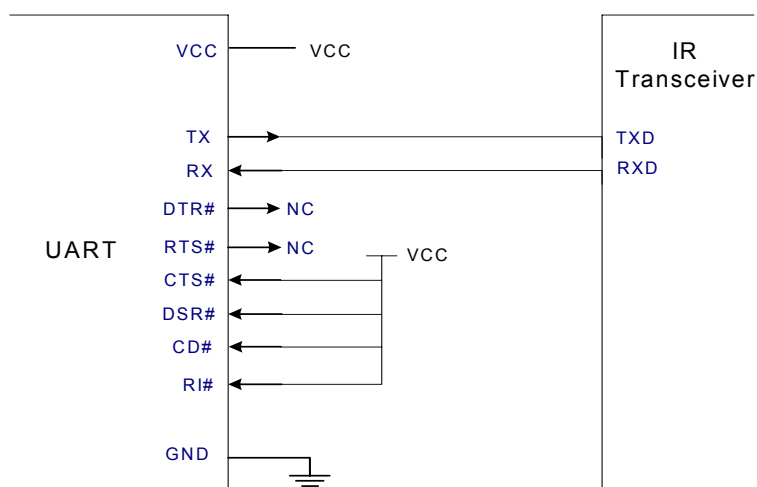 VCC VCC
IR
Transceiver
TX TXD
RX RXD
DTR# NC
RTS# NC
UART
VCC
CTS#
DSR#
CD#
RI#
GND